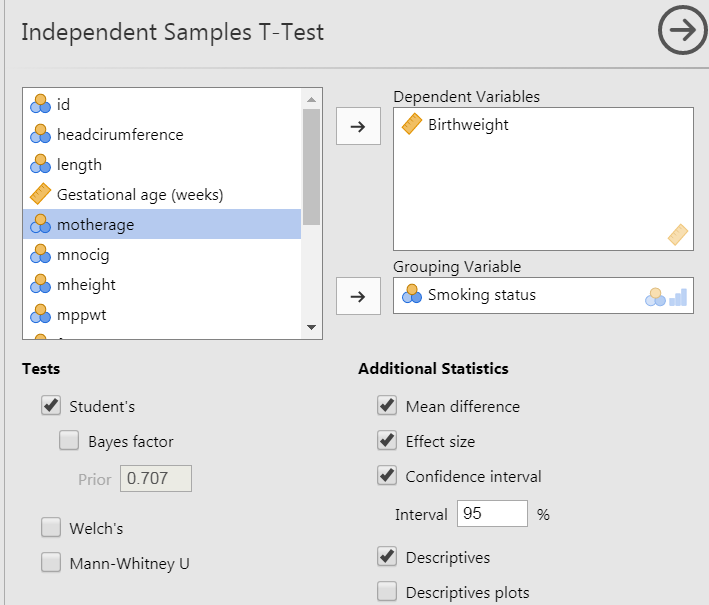 Independent Samples T-Test
id
headcirumference
length
Gestational age (weeks)
motherage
mnocig
mheight
mppwt
Dependent Variables
Birthweight
Grouping Variable
Smoking status
Tests
Student's
Bayes factor
Prior 0.707
Welch's
Mann-Whitney U
Additional Statistics
Mean difference
Effect size
Confidence interval
Interval 95 %
Descriptives
Descriptives plots